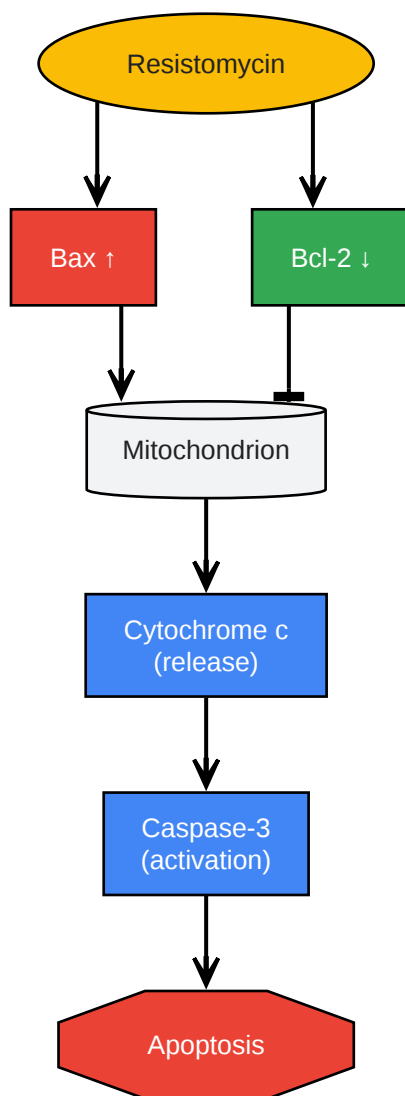 Resistomycin
Bax ↑
Bcl-2 ↓
Mitochondrion
Cytochrome c
(release)
Caspase-3
(activation)
Apoptosis